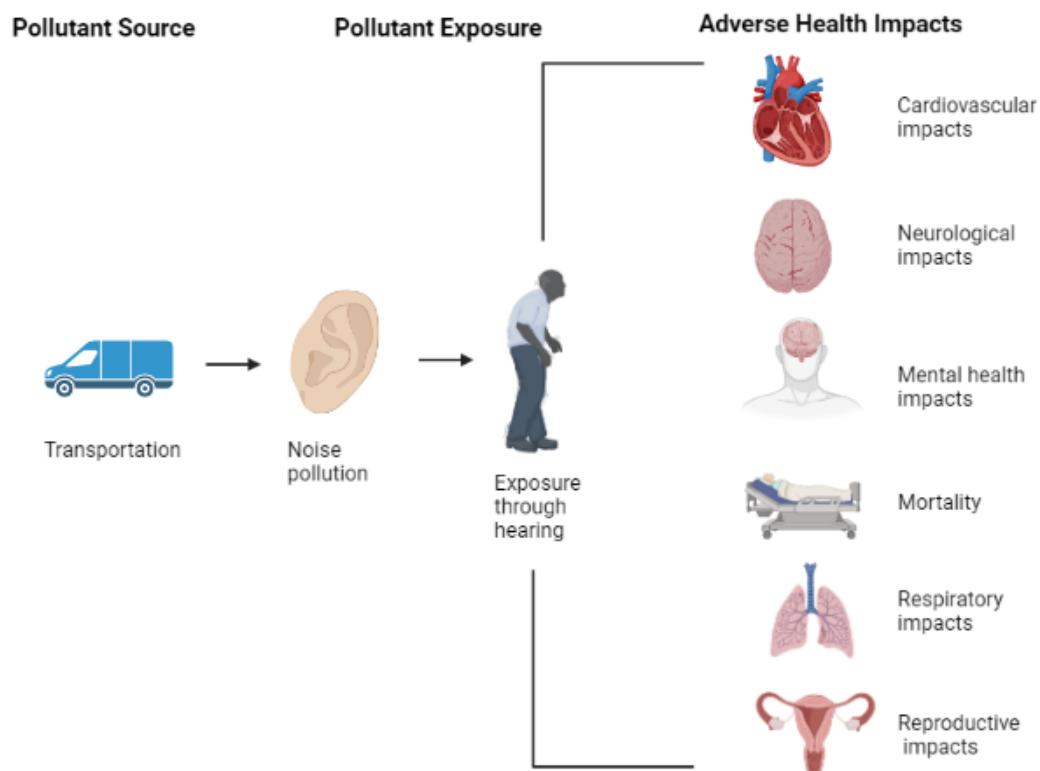 Pollutant Source
Pollutant Exposure
Adverse Health Impacts
Transportation
Noise
pollution
Exposure
through
hearing
Cardiovascular
impacts
Neurological
impacts
Mental health
impacts
Mortality
Respiratory
impacts
Reproductive
impacts